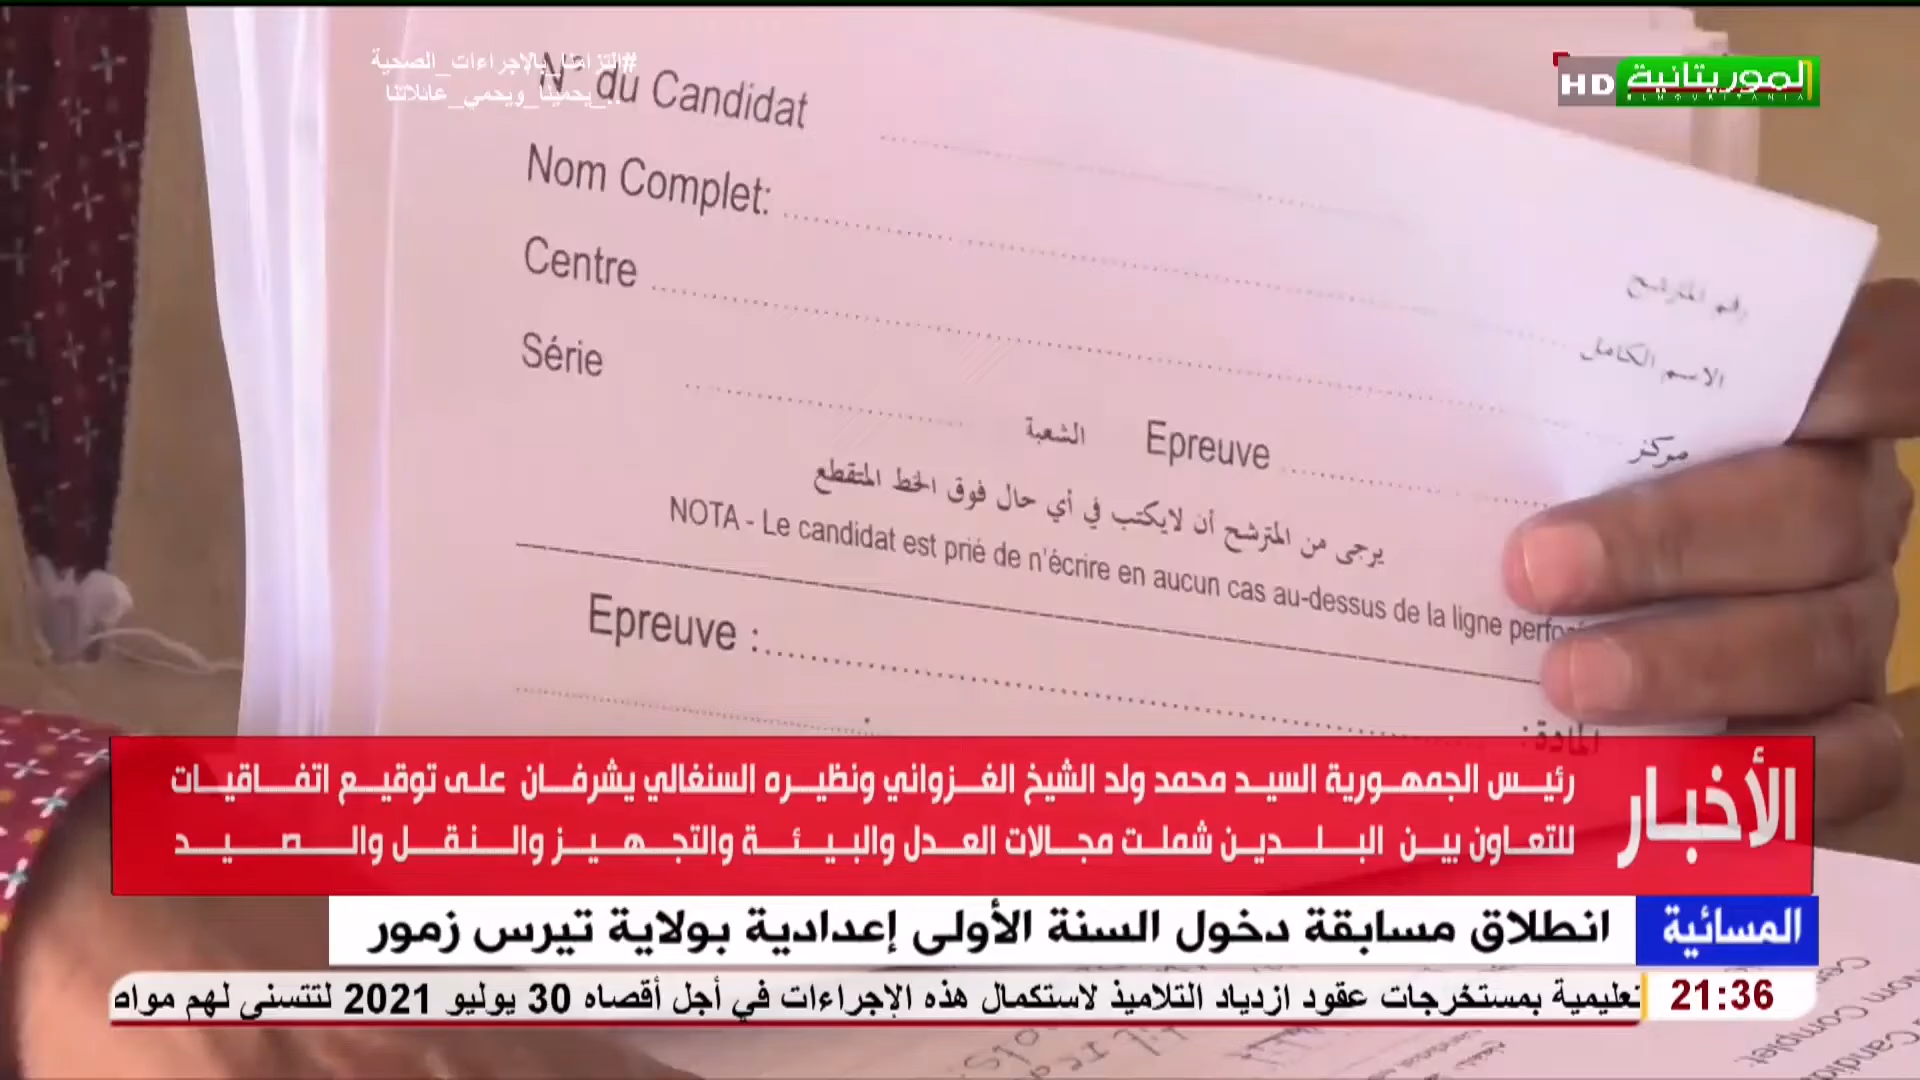 #التزامنا_بالإجراءات_الصحية
.._يحمينا_ويحمي_عائلاتنا
HD الموريتانية
ELMOURITANIA
N° du Candidat
رقم المترشح
Nom Complet:
الاسم الكامل
Centre
مركز
Série
الشعبة
Epreuve
يرجى من المترشح أن لايكتب في أي حال فوق الخط المتقطع
NOTA - Le candidat est prié de n'écrire en aucun cas au-dessus de la ligne
Epreuve :
المادة :
الأخبار
رئيس الجمهورية السيد محمد ولد الشيخ الغزواني ونظيره السنغالي يشرفان على توقيع اتفاقيات
للتعاون بين البلدين شملت مجالات العدل والبيئة والتجهيز والنقل والصيد
المسائية
انطلاق مسابقة دخول السنة الأولى إعدادية بولاية تيرس زمور
21:36
تعليمية بمستخرجات عقود ازدياد التلاميذ لاستكمال هذه الإجراءات في أجل أقصاه 30 يوليو 2021 لتتسنى لهم مواص